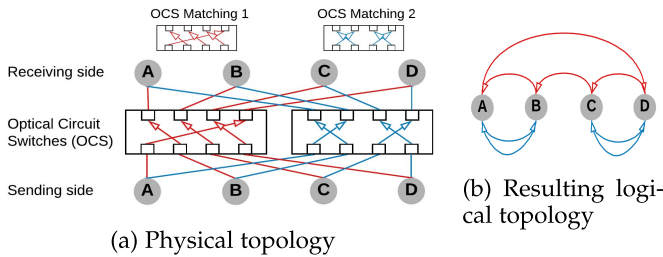 OCS Matching 1 OCS Matching 2
Receiving side A B C D
Optical Circuit
Switches (OCS)
Sending side A B C D
(a) Physical topology
A B C D
(b) Resulting logi-
cal topology